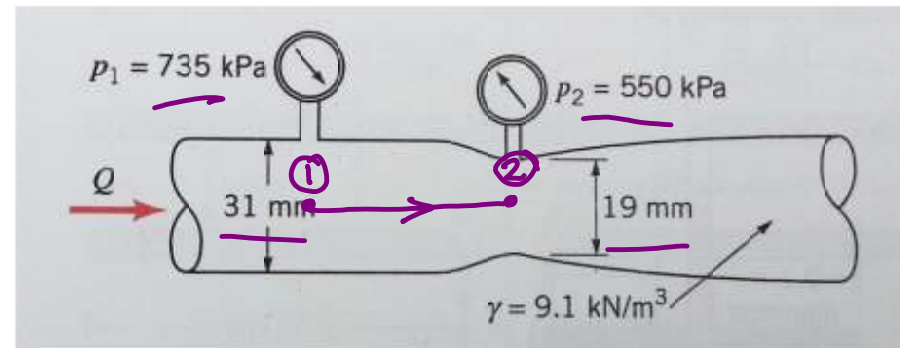 p₁ = 735 kPa
p₂ = 550 kPa
①
②
Q
31 mm
19 mm
γ = 9.1 kN/m³